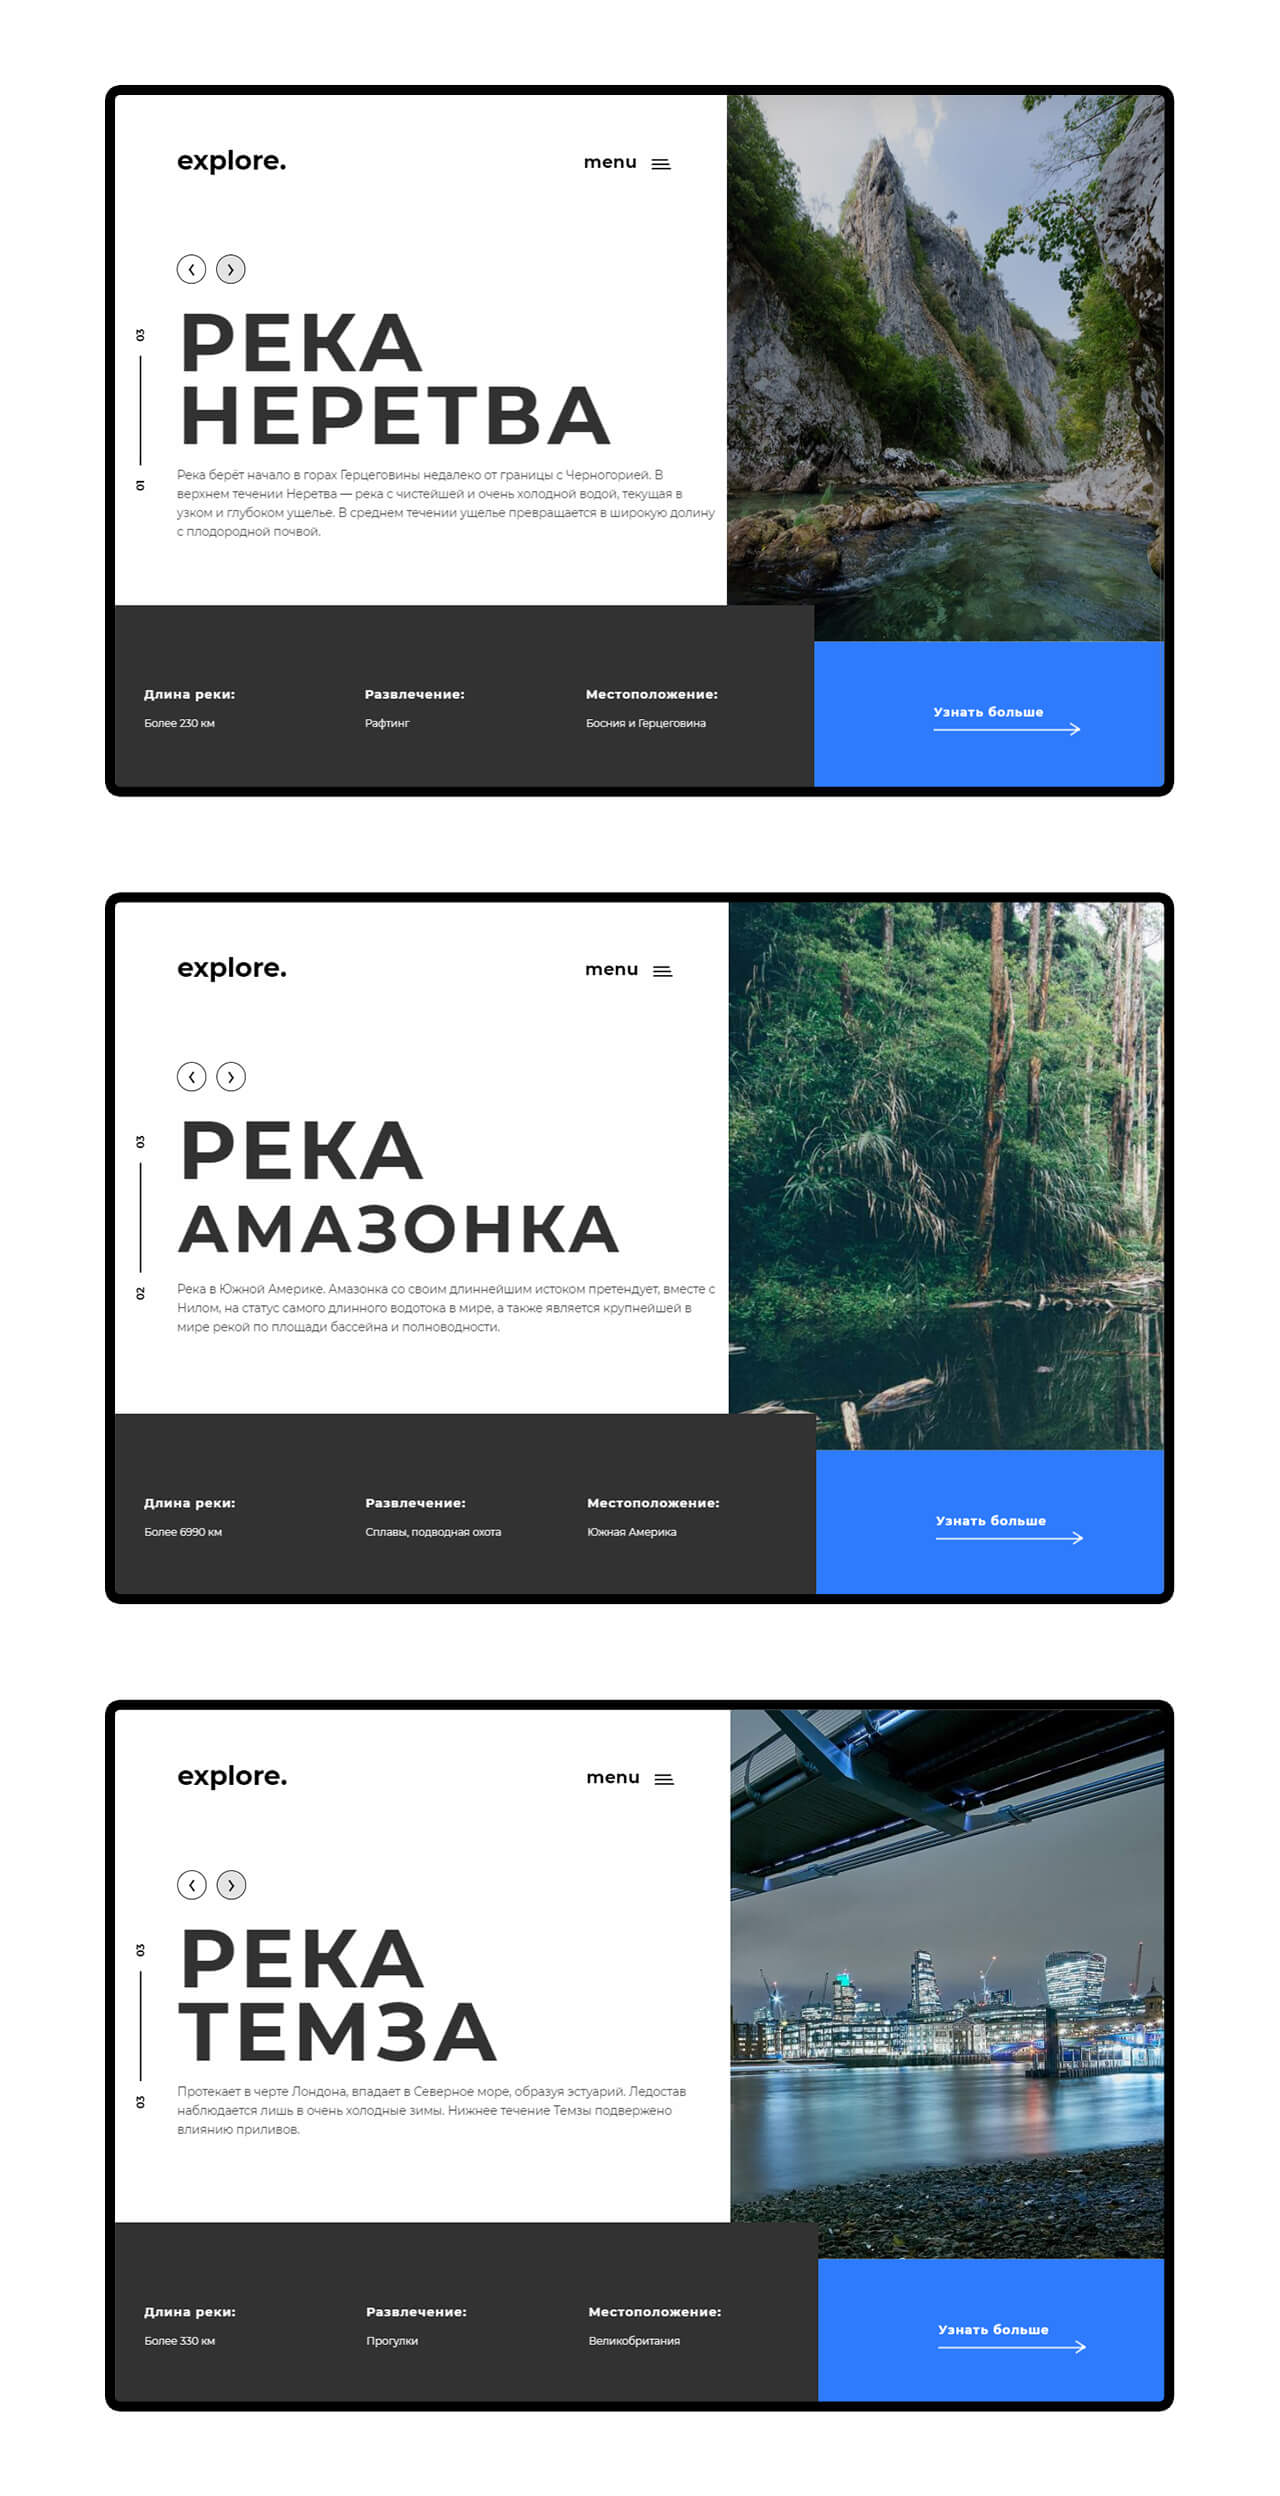 explore.
menu
03
01
РЕКА
НЕРЕТВА
Река берёт начало в горах Герцеговины недалеко от границы с Черногорией. В
верхнем течении Неретва — река с чистейшей и очень холодной водой, текущая в
узком и глубоком ущелье. В среднем течении ущелье превращается в широкую долину
с плодородной почвой.
Длина реки:
Более 230 км
Развлечение:
Рафтинг
Местоположение:
Босния и Герцеговина
Узнать больше
explore.
menu
03
02
РЕКА
АМАЗОНКА
Река в Южной Америке. Амазонка со своим длиннейшим истоком претендует, вместе с
Нилом, на статус самого длинного водотока в мире, а также является крупнейшей в
мире рекой по площади бассейна и полноводности.
Длина реки:
Более 6990 км
Развлечение:
Сплавы, подводная охота
Местоположение:
Южная Америка
Узнать больше
explore.
menu
03
03
РЕКА
ТЕМЗА
Протекает в черте Лондона, впадает в Северное море, образуя эстуарий. Ледостав
наблюдается лишь в очень холодные зимы. Нижнее течение Темзы подвержено
влиянию приливов.
Длина реки:
Более 330 км
Развлечение:
Прогулки
Местоположение:
Великобритания
Узнать больше